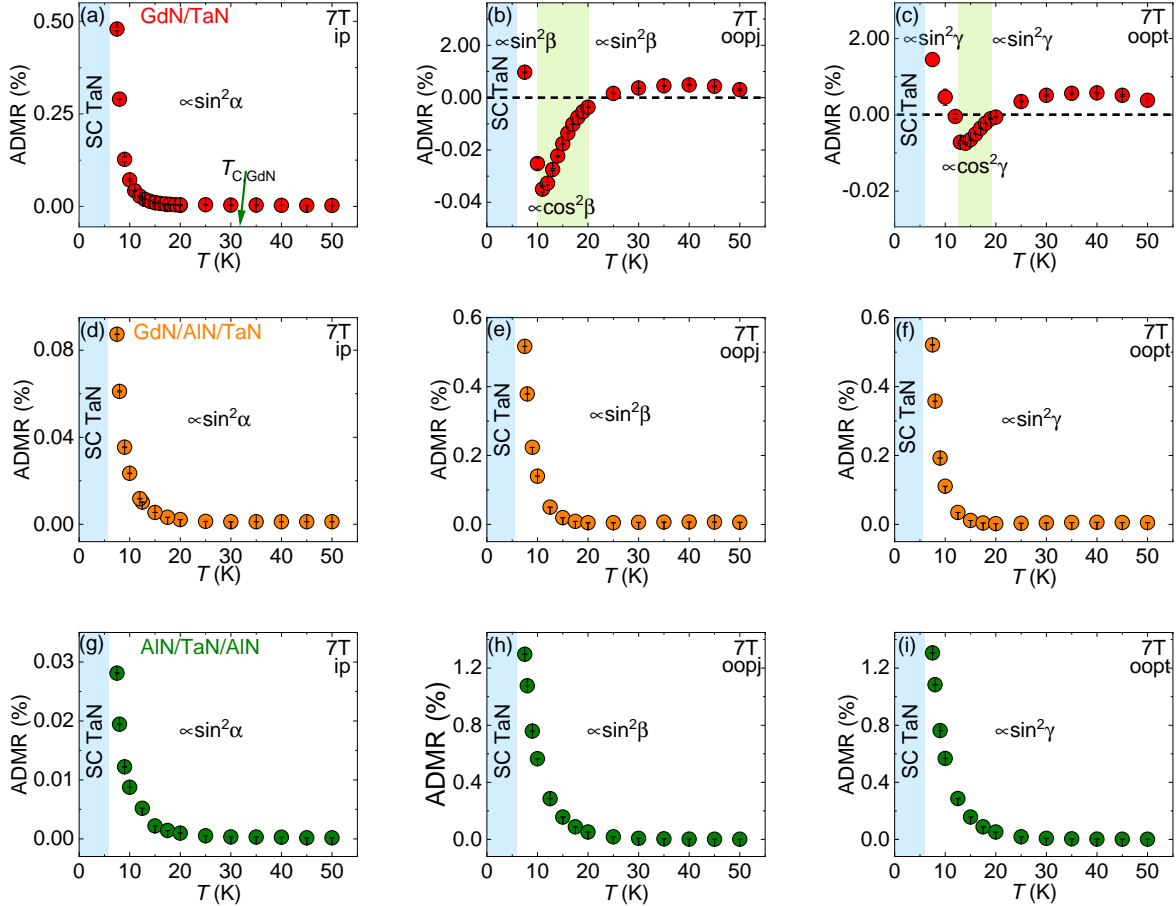 (a) GdN/TaN 7T
ip
0.50
0.25
0.00
ADMR (%)
SC TaN
∝sin²α
T_C,GdN
0 10 20 30 40 50
T (K)
(b) 7T
oopj
∝sin²β ∝sin²β
2.00
0.00
-0.02
-0.04
ADMR (%)
SC TaN
∝cos²β
0 10 20 30 40 50
T (K)
(c) 7T
oopt
∝sin²γ ∝sin²γ
2.00
0.00
-0.02
ADMR (%)
SC TaN
∝cos²γ
0 10 20 30 40 50
T (K)
(d) GdN/AlN/TaN 7T
ip
0.08
0.04
0.00
ADMR (%)
SC TaN
∝sin²α
0 10 20 30 40 50
T (K)
(e) 7T
oopj
0.6
0.4
0.2
0.0
ADMR (%)
SC TaN
∝sin²β
0 10 20 30 40 50
T (K)
(f) 7T
oopt
0.6
0.4
0.2
0.0
ADMR (%)
SC TaN
∝sin²γ
0 10 20 30 40 50
T (K)
(g) AlN/TaN/AlN 7T
ip
0.03
0.02
0.01
0.00
ADMR (%)
SC TaN
∝sin²α
0 10 20 30 40 50
T (K)
(h) 7T
oopj
1.2
0.8
0.4
0.0
ADMR (%)
SC TaN
∝sin²β
0 10 20 30 40 50
T (K)
(i) 7T
oopt
1.2
0.8
0.4
0.0
ADMR (%)
SC TaN
∝sin²γ
0 10 20 30 40 50
T (K)